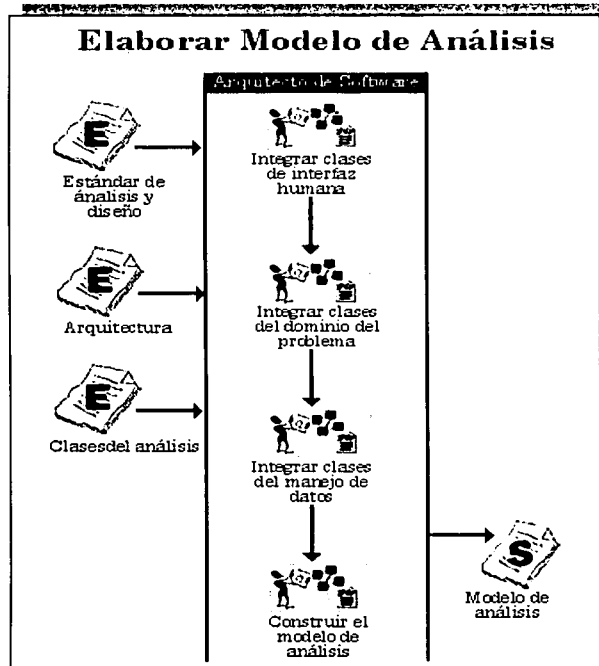 Elaborar Modelo de Análisis
Arquitecto de Software
E
Estándar de
ánalisis y
diseño
E
Arquitectura
E
Clasesdel análisis
Integrar clases
de interfaz
humana
Integrar clases
del dominio del
problema
Integrar clases
del manejo de
datos
Construir el
modelo de
análisis
S
Modelo de
análisis